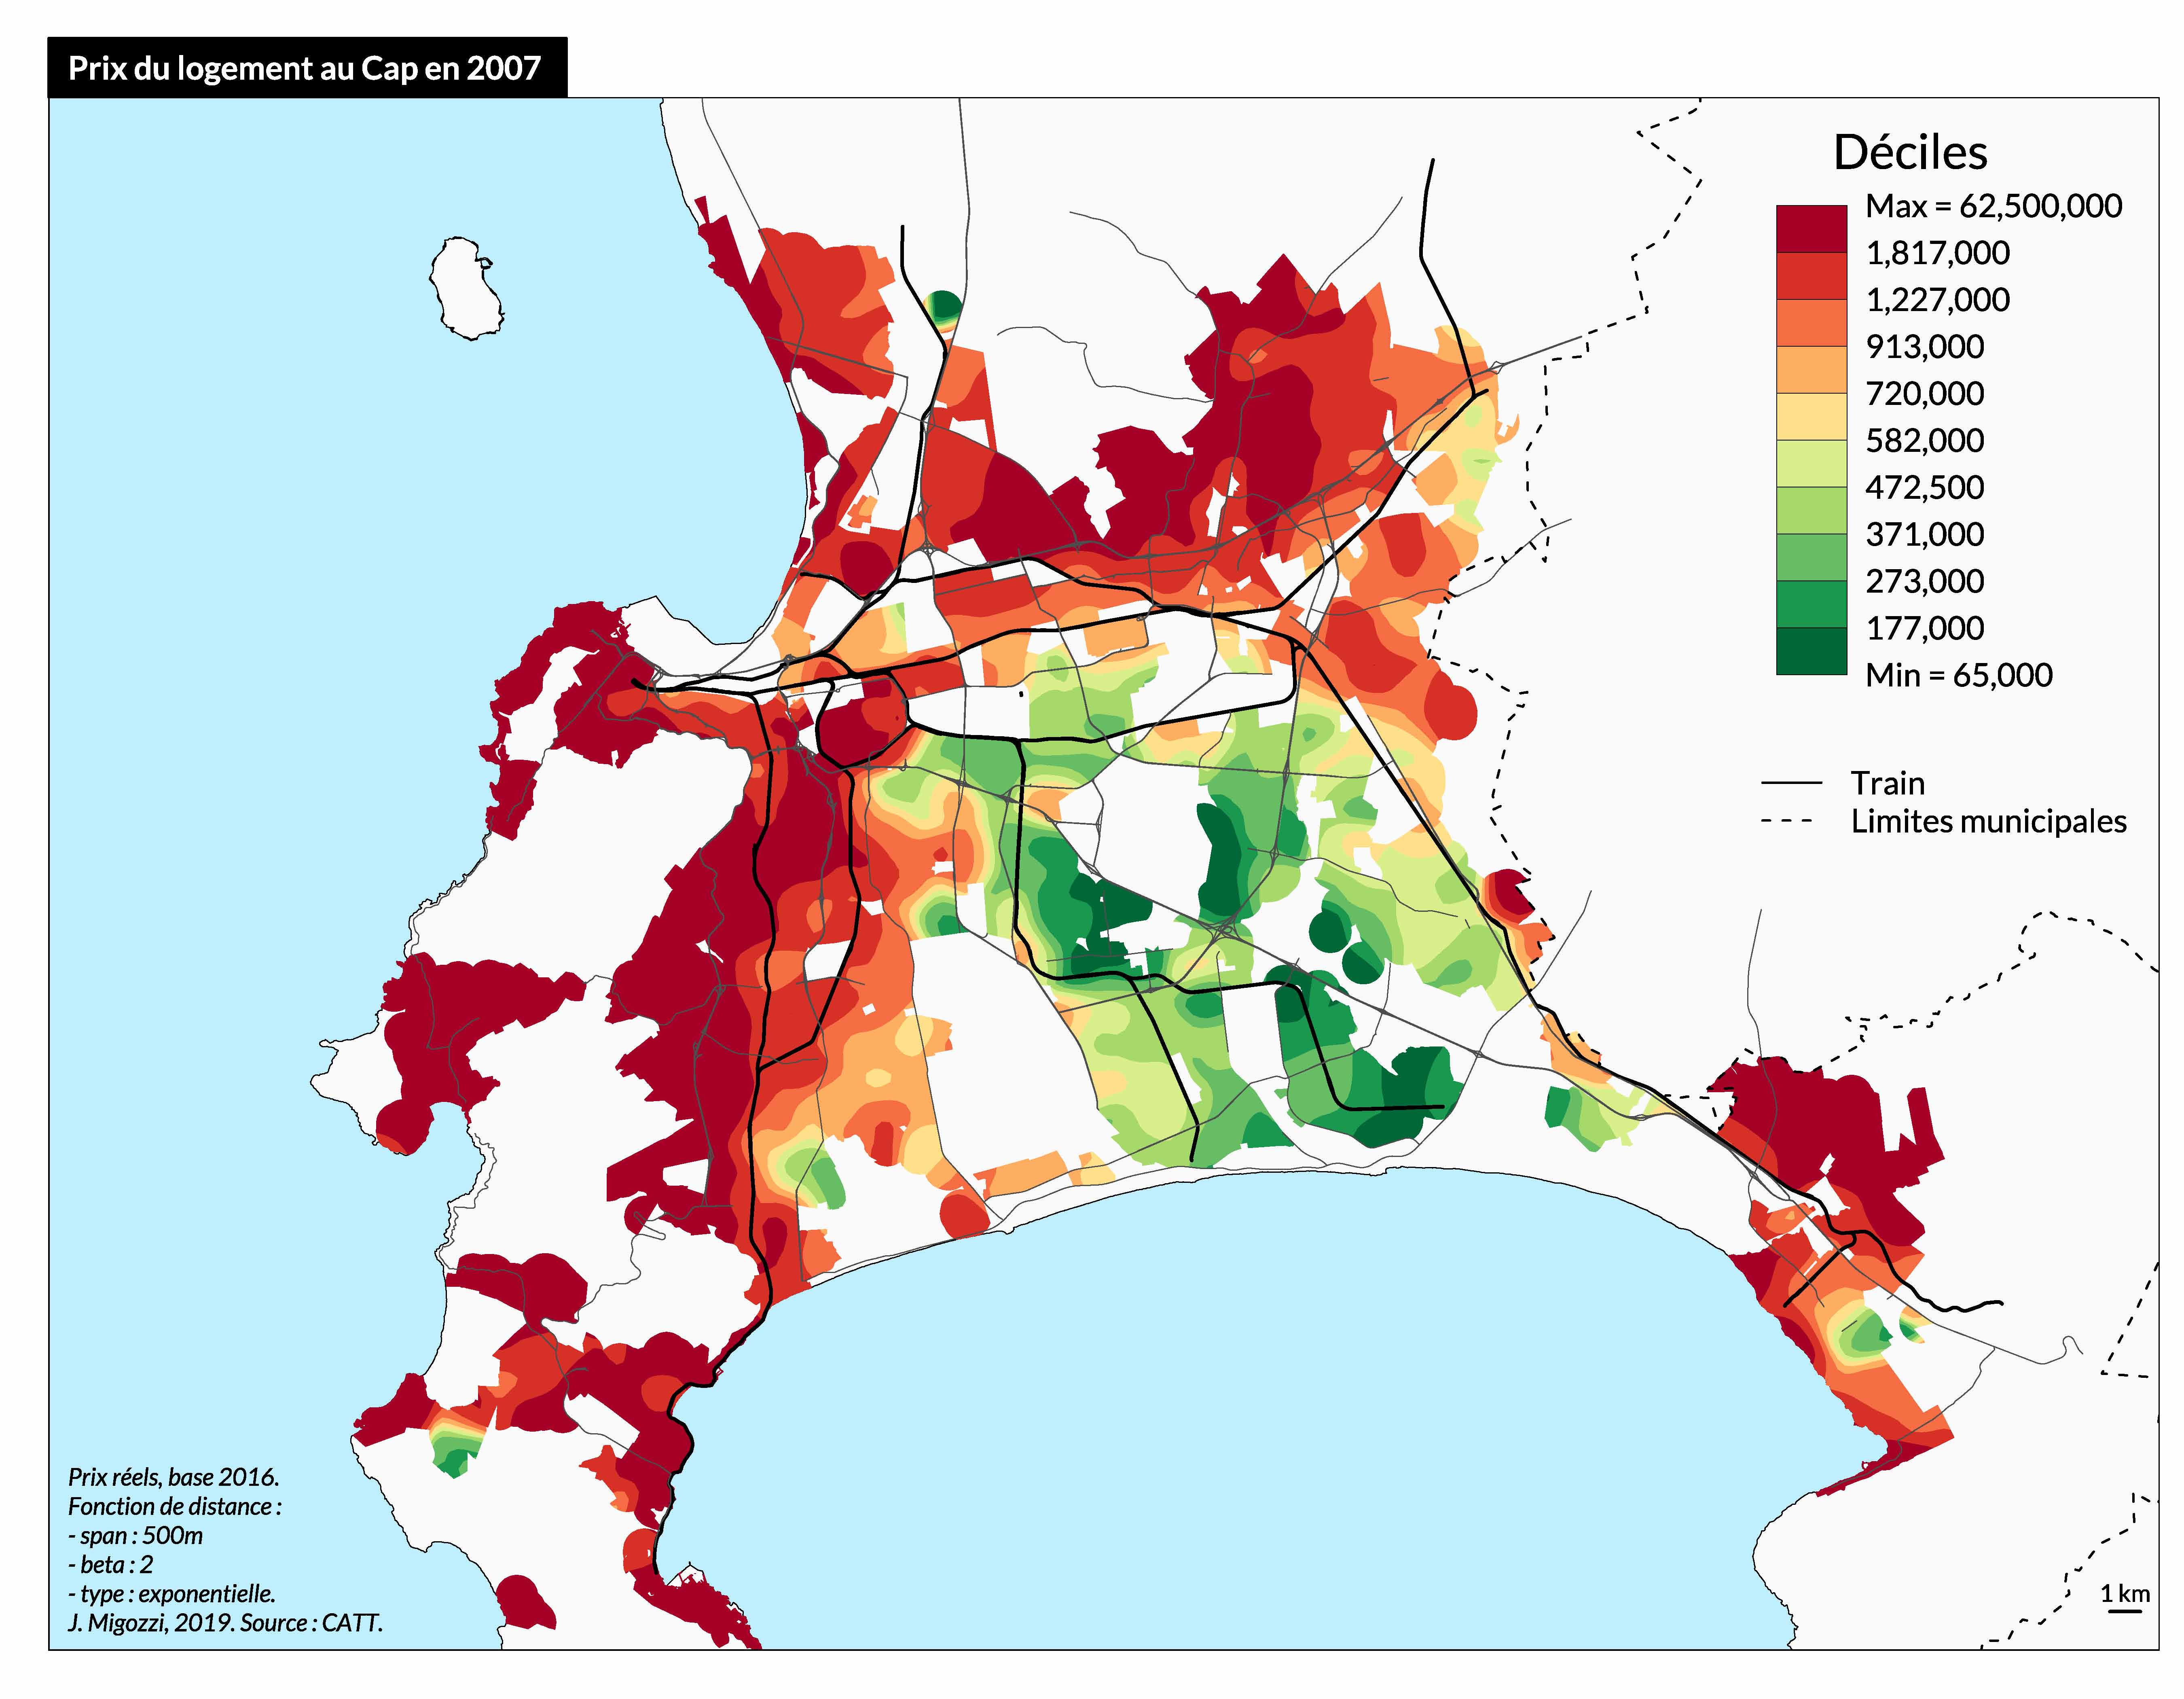 Prix du logement au Cap en 2007
Déciles
Max = 62,500,000
1,817,000
1,227,000
913,000
720,000
582,000
472,500
371,000
273,000
177,000
Min = 65,000
Train
Limites municipales
Prix réels, base 2016.
Fonction de distance :
- span : 500m
- beta : 2
- type : exponentielle.
J. Migozzi, 2019. Source : CATT.
1 km